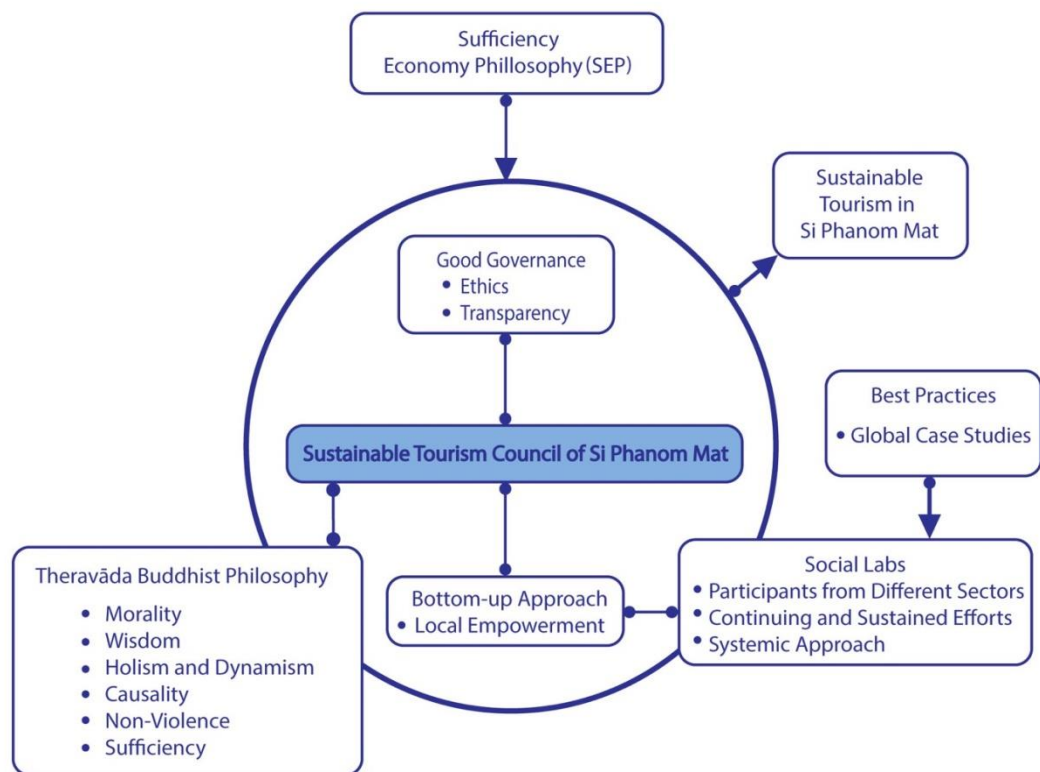 Sufficiency
Economy Phillosophy (SEP)
Sustainable
Tourism in
Si Phanom Mat
Good Governance
• Ethics
• Transparency
Best Practices
• Global Case Studies
Sustainable Tourism Council of Si Phanom Mat
Theravāda Buddhist Philosophy
• Morality
• Wisdom
• Holism and Dynamism
• Causality
• Non-Violence
• Sufficiency
Bottom-up Approach
• Local Empowerment
Social Labs
• Participants from Different Sectors
• Continuing and Sustained Efforts
• Systemic Approach